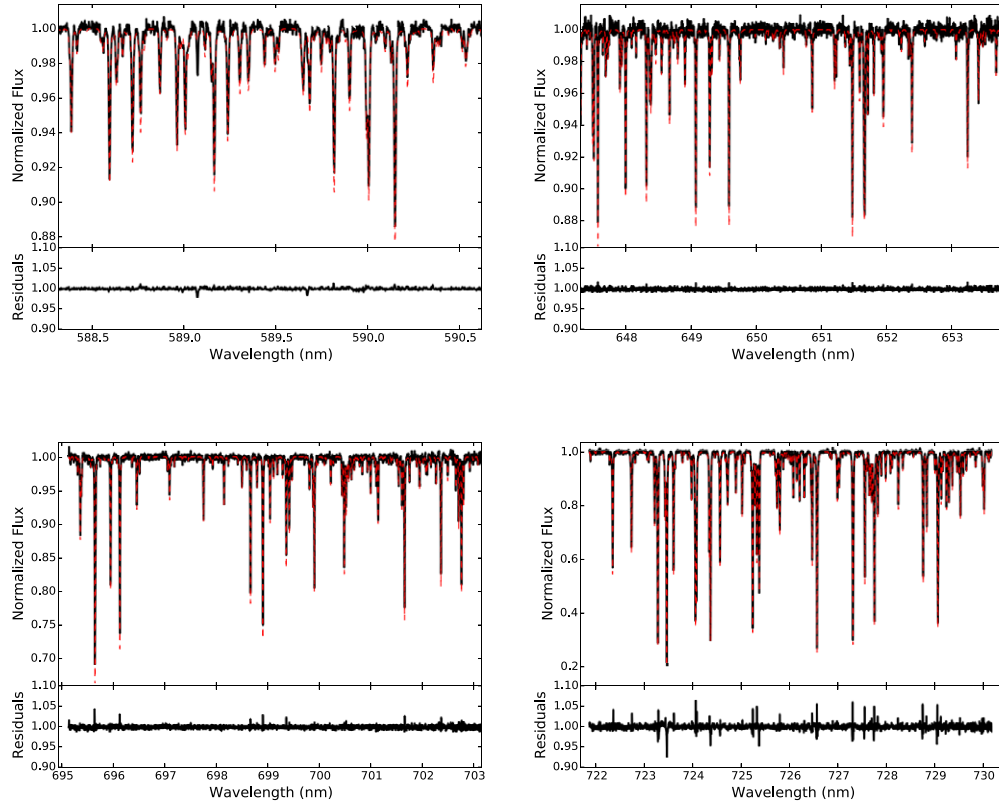 1.00
0.98
0.96
0.94
0.92
0.90
0.88
Normalized Flux
1.10
1.05
1.00
0.95
0.90
Residuals
588.5 589.0 589.5 590.0 590.5
Wavelength (nm)
1.00
0.96
0.92
0.88
Normalized Flux
1.10
1.05
1.00
0.95
0.90
Residuals
648 649 650 651 652 653
Wavelength (nm)
1.00
0.95
0.90
0.85
0.80
0.75
0.70
Normalized Flux
1.10
1.05
1.00
0.95
0.90
Residuals
695 696 697 698 699 700 701 702 703
Wavelength (nm)
1.0
0.8
0.6
0.4
0.2
Normalized Flux
1.10
1.05
1.00
0.95
0.90
Residuals
722 723 724 725 726 727 728 729 730
Wavelength (nm)